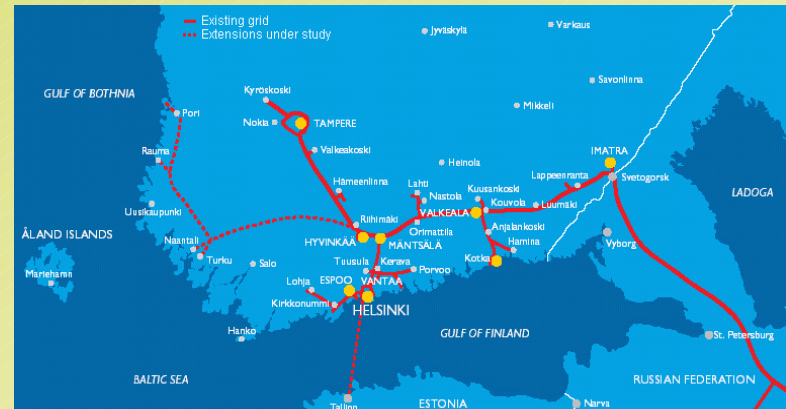 Existing grid
Extensions under study
Jyväskylä
Varkaus
GULF OF BOTHNIA
Savonlinna
Kyröskoski
Pori
Mikkeli
Nokia
TAMPERE
Valkeakoski
Rauma
Heinola
IMATRA
Lappeenranta
Svetogorsk
Hämeenlinna
Lahti
Nastola
Kuusankoski
LADOGA
Uusikaupunki
Kouvola
Luumäki
VALKEALA
Riihimäki
Orimattila
Anjalankoski
ÅLAND ISLANDS
Naantali
HYVINKÄÄ
MÄNTSÄLÄ
Hamina
Vyborg
Turku
Salo
Tuusula
Kerava
Kotka
Mariehamn
Porvoo
Lohja
ESPOO
VANTAA
Kirkkonummi
HELSINKI
Hanko
GULF OF FINLAND
St. Petersburg
BALTIC SEA
RUSSIAN FEDERATION
Tallinn
ESTONIA
Narva